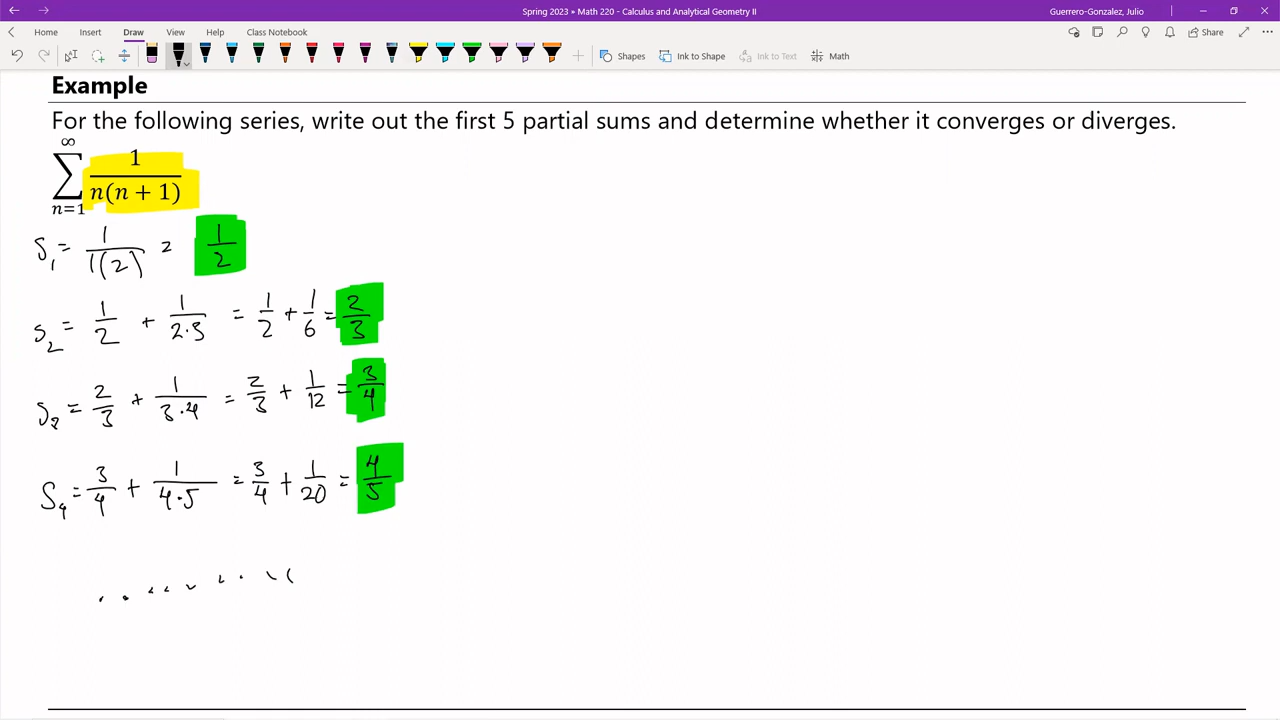 Spring 2023 » Math 220 - Calculus and Analytical Geometry II
Guerrero-Gonzalez, Julio
Home Insert Draw View Help Class Notebook
Share
Shapes Ink to Shape Ink to Text Math
Example
For the following series, write out the first 5 partial sums and determine whether it converges or diverges.
∑_{n=1}^{∞} 1/(n(n + 1))
S₁ = 1/(1(2)) = 1/2
S₂ = 1/2 + 1/(2·3) = 1/2 + 1/6 = 2/3
S₃ = 2/3 + 1/(3·4) = 2/3 + 1/12 = 3/4
S₄ = 3/4 + 1/(4·5) = 3/4 + 1/20 = 4/5